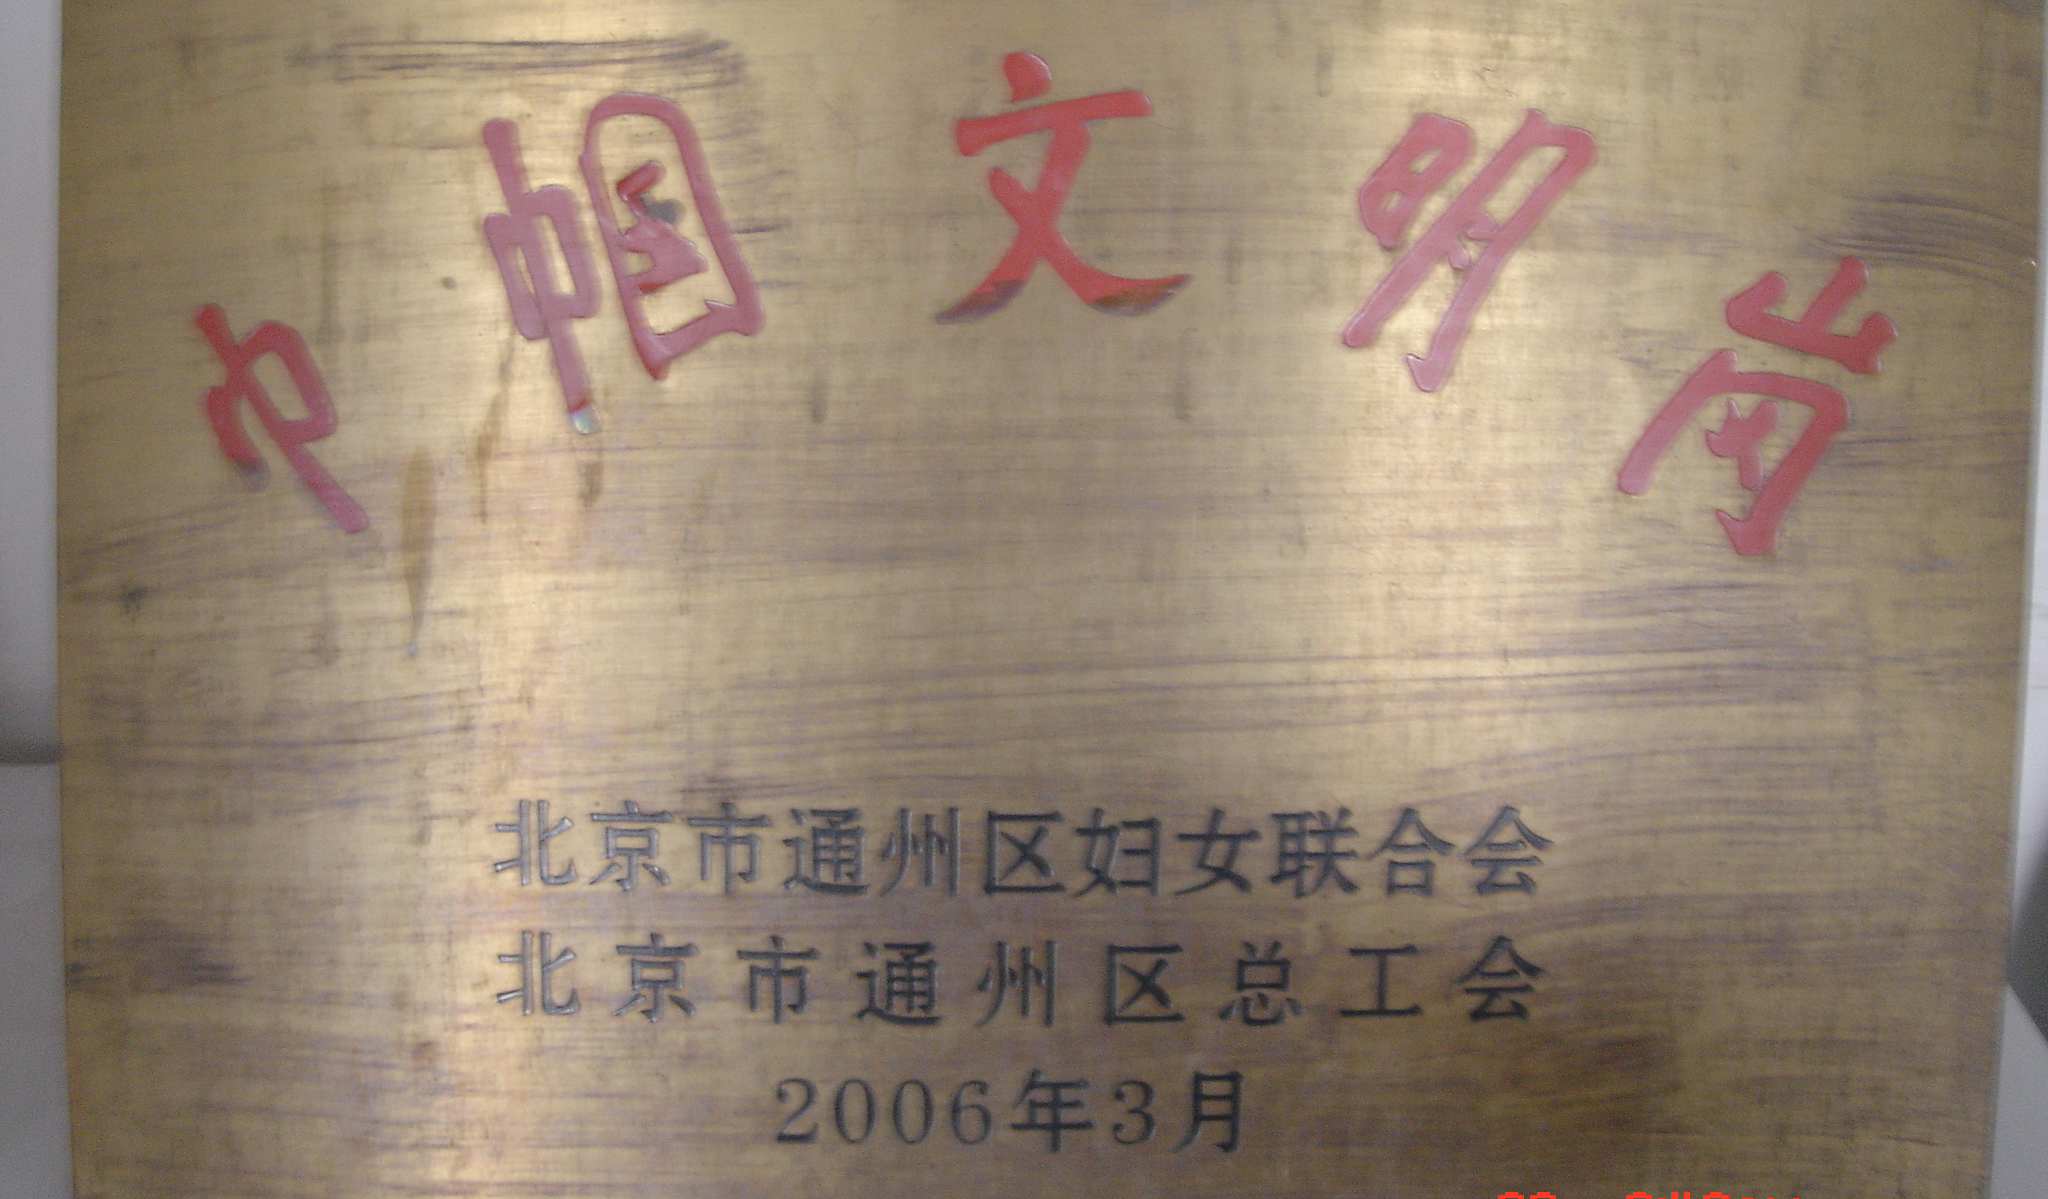 巾帼文明岗
北京市通州区妇女联合会
北京市通州区总工会
2006年3月